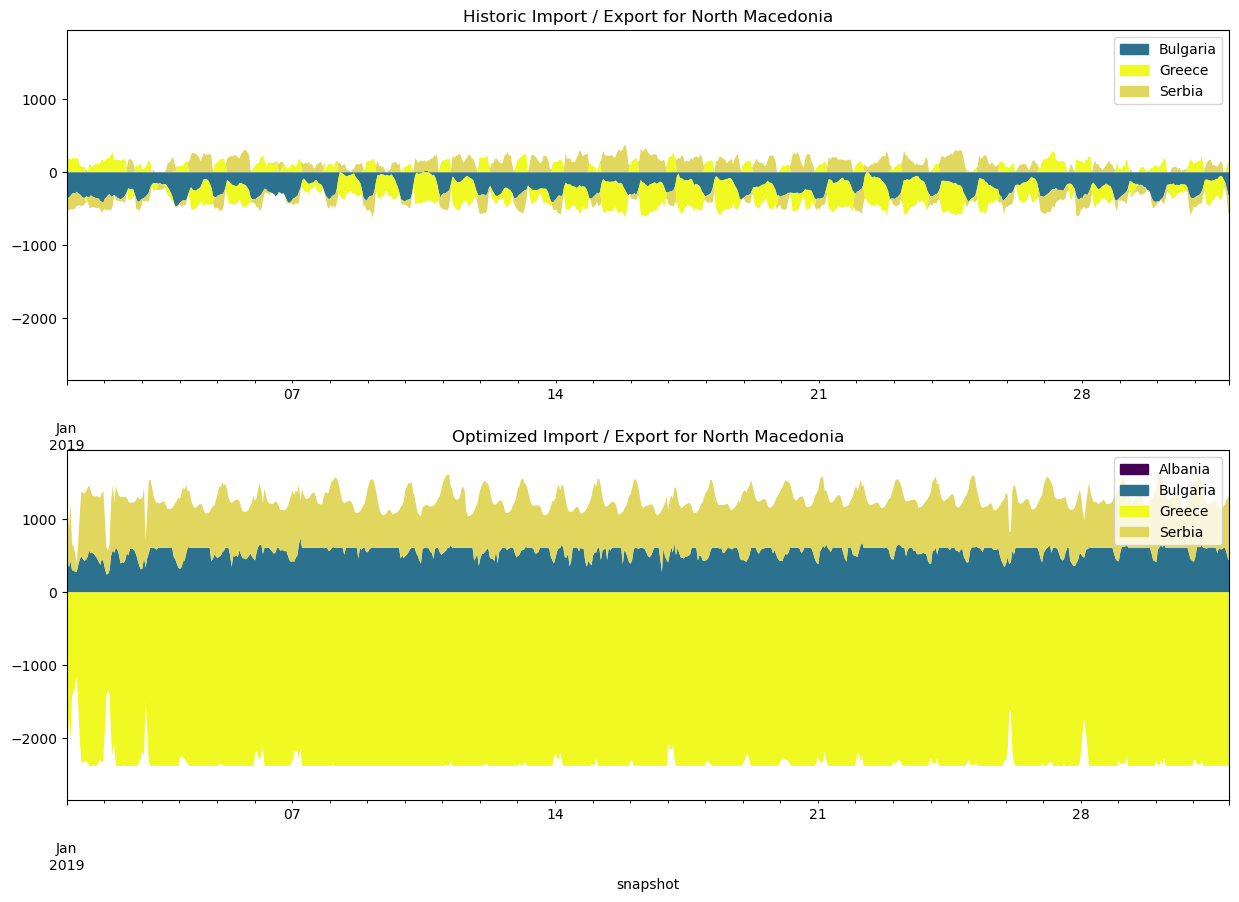 Historic Import / Export for North Macedonia
Bulgaria
Greece
Serbia
1000
0
−1000
−2000
07
14
21
28
Jan
2019
Optimized Import / Export for North Macedonia
Albania
Bulgaria
Greece
Serbia
1000
0
−1000
−2000
07
14
21
28
Jan
2019
snapshot